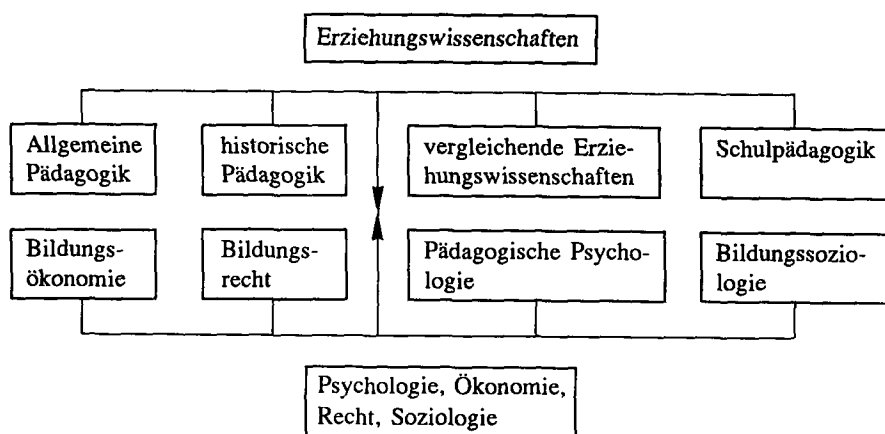 Erziehungswissenschaften
Allgemeine
Pädagogik
historische
Pädagogik
vergleichende Erzie-
hungswissenschaften
Schulpädagogik
Bildungs-
ökonomie
Bildungs-
recht
Pädagogische Psycho-
logie
Bildungssozio-
logie
Psychologie, Ökonomie,
Recht, Soziologie